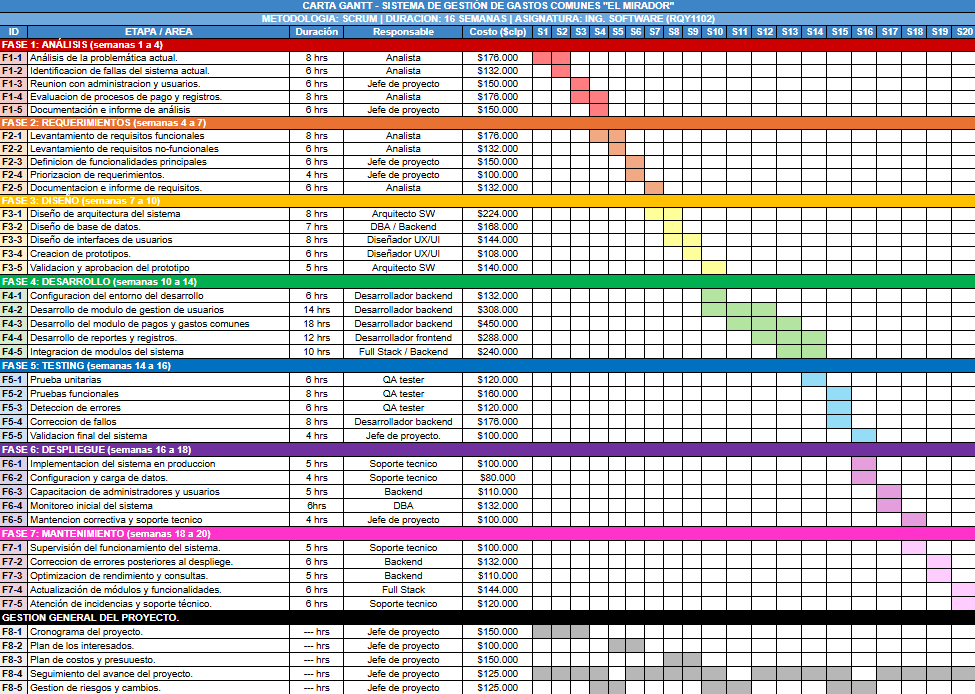 CARTA GANTT - SISTEMA DE GESTIÓN DE GASTOS COMUNES "EL MIRADOR"
METODOLOGIA: SCRUM | DURACION: 16 SEMANAS | ASIGNATURA: ING. SOFTWARE (RQY1102)
ID ETAPA / AREA Duración Responsable Costo ($clp) S1 S2 S3 S4 S5 S6 S7 S8 S9 S10 S11 S12 S13 S14 S15 S16 S17 S18 S19 S20
FASE 1: ANÁLISIS (semanas 1 a 4)
F1-1 Análisis de la problemática actual. 8 hrs Analista $176.000
F1-2 Identificacion de fallas del sistema actual. 6 hrs Analista $132.000
F1-3 Reunion con administracion y usuarios. 6 hrs Jefe de proyecto $150.000
F1-4 Evaluacion de procesos de pago y registros. 8 hrs Analista $176.000
F1-5 Documentación e informe de análisis 6 hrs Jefe de proyecto $150.000
FASE 2: REQUERIMIENTOS (semanas 4 a 7)
F2-1 Levantamiento de requisitos funcionales 8 hrs Analista $176.000
F2-2 Levantamiento de requisitos no-funcionales 6 hrs Analista $132.000
F2-3 Definicion de funcionalidades principales 6 hrs Jefe de proyecto $150.000
F2-4 Priorizacion de requerimientos. 4 hrs Jefe de proyecto $100.000
F2-5 Documentacion e informe de requisitos. 6 hrs Analista $132.000
FASE 3: DISEÑO (semanas 7 a 10)
F3-1 Diseño de arquitectura del sistema 8 hrs Arquitecto SW $224.000
F3-2 Diseño de base de datos. 7 hrs DBA / Backend $168.000
F3-3 Diseño de interfaces de usuarios 8 hrs Diseñador UX/UI $144.000
F3-4 Creacion de prototipos. 6 hrs Diseñador UX/UI $108.000
F3-5 Validacion y aprobacion del prototipo 5 hrs Arquitecto SW $140.000
FASE 4: DESARROLLO (semanas 10 a 14)
F4-1 Configuracion del entorno del desarrollo 6 hrs Desarrollador backend $132.000
F4-2 Desarrollo de modulo de gestion de usuarios 14 hrs Desarrollador backend $308.000
F4-3 Desarrollo del modulo de pagos y gastos comunes 18 hrs Desarrollador backend $450.000
F4-4 Desarrollo de reportes y registros. 12 hrs Desarrollador frontend $288.000
F4-5 Integracion de modulos del sistema 10 hrs Full Stack / Backend $240.000
FASE 5: TESTING (semanas 14 a 16)
F5-1 Prueba unitarias 6 hrs QA tester $120.000
F5-2 Pruebas funcionales 8 hrs QA tester $160.000
F5-3 Deteccion de errores 6 hrs QA tester $120.000
F5-4 Correccion de fallos 8 hrs Desarrollador backend $176.000
F5-5 Validacion final del sistema 4 hrs Jefe de proyecto. $100.000
FASE 6: DESPLIEGUE (semanas 16 a 18)
F6-1 Implementacion del sistema en produccion 5 hrs Soporte tecnico $100.000
F6-2 Configuracion y carga de datos. 4 hrs Soporte tecnico $80.000
F6-3 Capacitacion de administradores y usuarios 5 hrs Backend $110.000
F6-4 Monitoreo inicial del sistema 6hrs DBA $132.000
F6-5 Mantencion correctiva y soporte tecnico 4 hrs Jefe de proyecto $100.000
FASE 7: MANTENIMIENTO (semanas 18 a 20)
F7-1 Supervisión del funcionamiento del sistema. 5 hrs Soporte tecnico $100.000
F7-2 Correccion de errores posteriores al despliege. 6 hrs Backend $132.000
F7-3 Optimizacion de rendimiento y consultas. 5 hrs Backend $110.000
F7-4 Actualización de módulos y funcionalidades. 6 hrs Full Stack $144.000
F7-5 Atención de incidencias y soporte técnico. 6 hrs Soporte tecnico $120.000
GESTION GENERAL DEL PROYECTO.
F8-1 Cronograma del proyecto. --- hrs Jefe de proyecto $150.000
F8-2 Plan de los interesados. --- hrs Jefe de proyecto $100.000
F8-3 Plan de costos y presuuesto. --- hrs Jefe de proyecto $150.000
F8-4 Seguimiento del avance del proyecto. --- hrs Jefe de proyecto $125.000
F8-5 Gestion de riesgos y cambios. --- hrs Jefe de proyecto $125.000